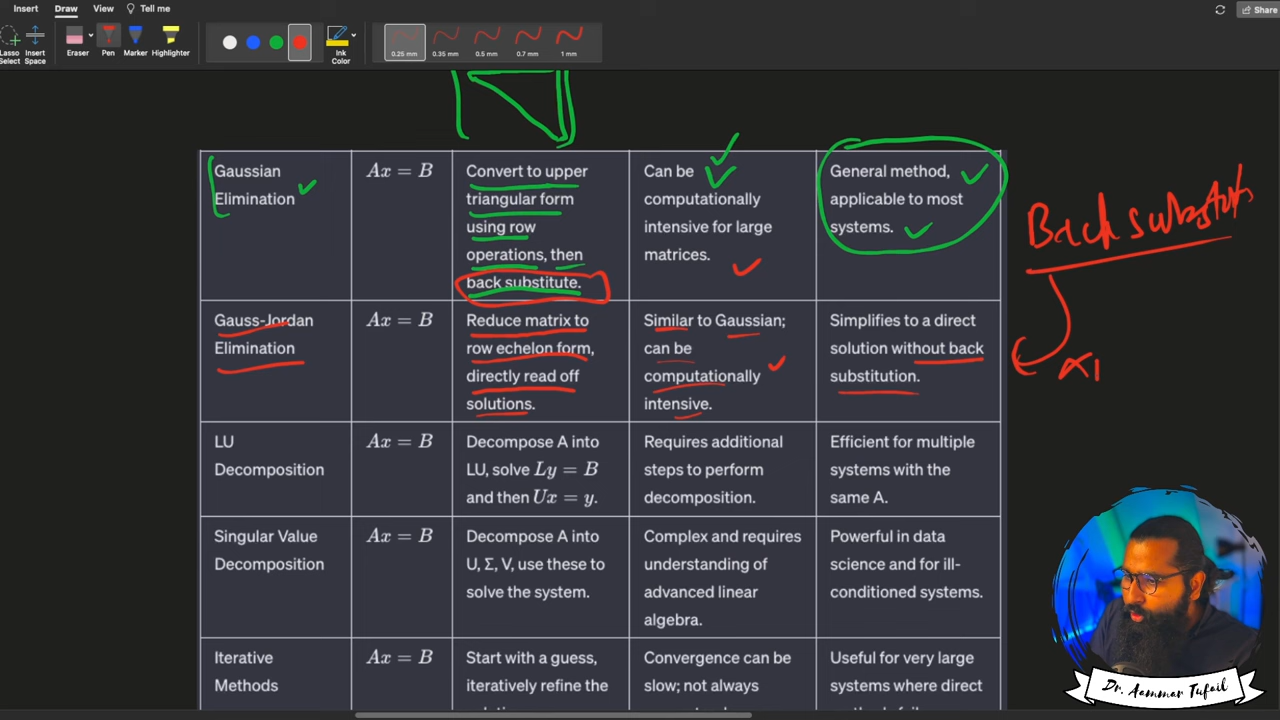 Insert Draw View Tell me
Share
Lasso Select
Insert Space
Eraser
Pen
Marker
Highlighter
Ink Color
0.25 mm
0.35 mm
0.5 mm
0.7 mm
1 mm
Gaussian
Elimination
Ax = B
Convert to upper
triangular form
using row
operations, then
back substitute.
Can be
computationally
intensive for large
matrices.
General method,
applicable to most
systems.
Back
x1
Gauss-Jordan
Elimination
Ax = B
Reduce matrix to
row echelon form,
directly read off
solutions.
Similar to Gaussian;
can be
computationally
intensive.
Simplifies to a direct
solution without back
substitution.
LU
Decomposition
Ax = B
Decompose A into
LU, solve Ly = B
and then Ux = y.
Requires additional
steps to perform
decomposition.
Efficient for multiple
systems with the
same A.
Singular Value
Decomposition
Ax = B
Decompose A into
U, Σ, V, use these to
solve the system.
Complex and requires
understanding of
advanced linear
algebra.
Powerful in data
science and for ill-
conditioned systems.
Iterative
Methods
Ax = B
Start with a guess,
iteratively refine the
Convergence can be
slow; not always
Useful for very large
systems where direct
Dr. Aammar Tufail